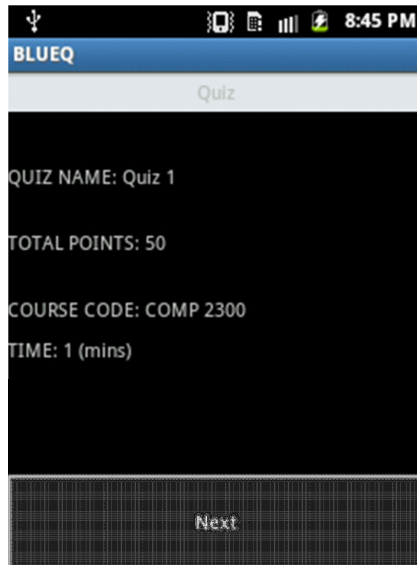 8:45 PM
BLUEQ
Quiz
QUIZ NAME: Quiz 1
TOTAL POINTS: 50
COURSE CODE: COMP 2300
TIME: 1 (mins)
Next